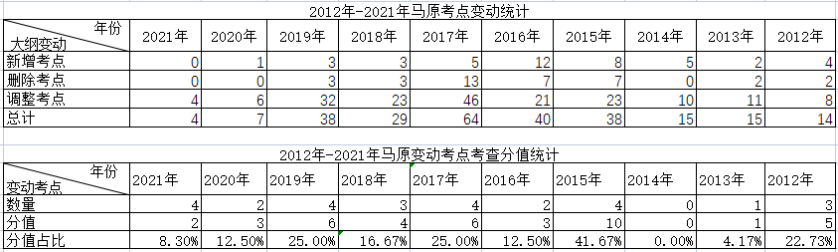 2012年-2021年马原考点变动统计
年份
大纲变动 2021年 2020年 2019年 2018年 2017年 2016年 2015年 2014年 2013年 2012年
新增考点 0 1 3 3 5 12 8 5 2 4
删除考点 0 0 3 3 13 7 7 0 2 2
调整考点 4 6 32 23 46 21 23 10 11 8
总计 4 7 38 29 64 40 38 15 15 14
2012年-2021年马原变动考点考查分值统计
年份
变动考点 2021年 2020年 2019年 2018年 2017年 2016年 2015年 2014年 2013年 2012年
数量 4 2 4 3 4 2 4 0 1 3
分值 2 3 6 4 6 3 10 0 1 5
分值占比 8.30% 12.50% 25.00% 16.67% 25.00% 12.50% 41.67% 0.00% 4.17% 22.73%